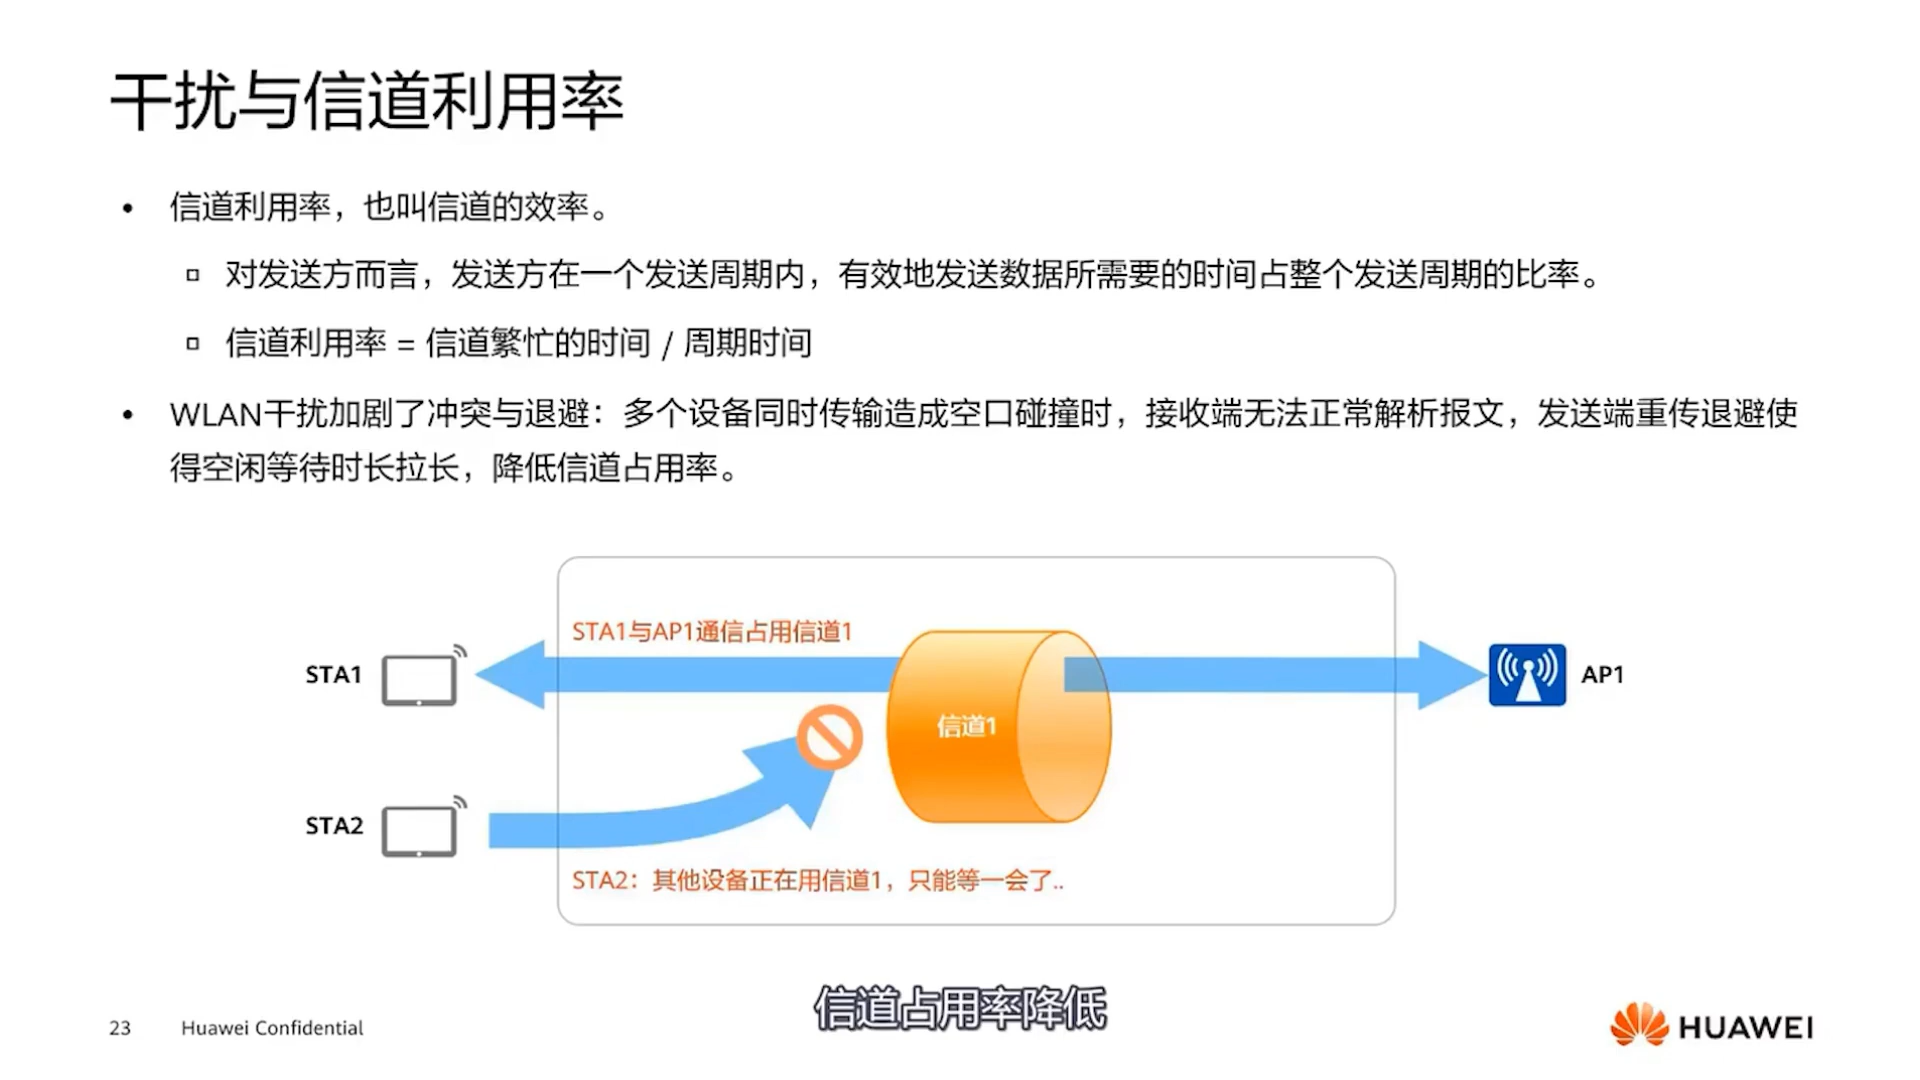 干扰与信道利用率
• 信道利用率，也叫信道的效率。
▫ 对发送方而言，发送方在一个发送周期内，有效地发送数据所需要的时间占整个发送周期的比率。
▫ 信道利用率 = 信道繁忙的时间 / 周期时间
• WLAN干扰加剧了冲突与退避：多个设备同时传输造成空口碰撞时，接收端无法正常解析报文，发送端重传退避使
得空闲等待时长拉长，降低信道占用率。
STA1与AP1通信占用信道1
STA1
AP1
信道1
STA2
STA2：其他设备正在用信道1，只能等一会了..
信道占用率降低
23 Huawei Confidential
HUAWEI